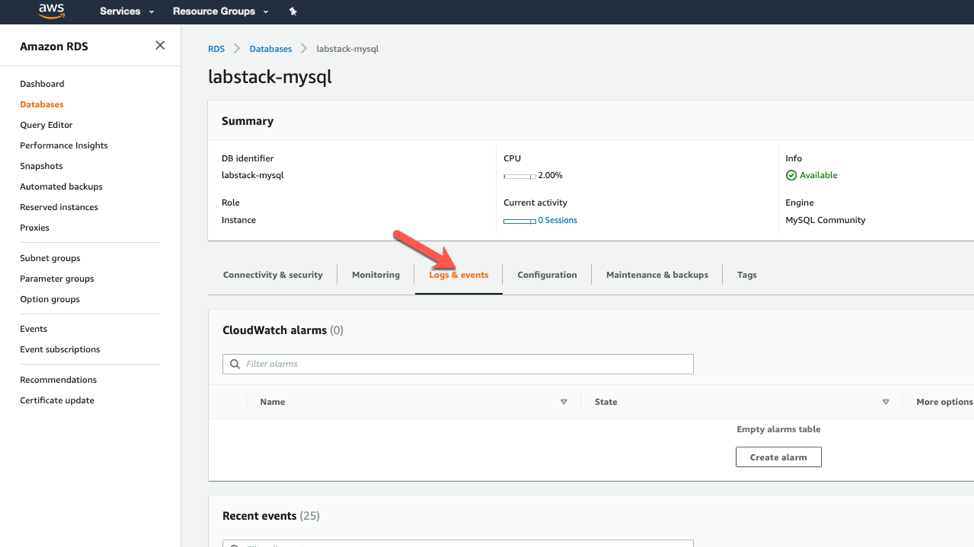 aws
Services
Resource Groups
Amazon RDS
Dashboard
Databases
Query Editor
Performance Insights
Snapshots
Automated backups
Reserved instances
Proxies
Subnet groups
Parameter groups
Option groups
Events
Event subscriptions
Recommendations
Certificate update
RDS > Databases > labstack-mysql
labstack-mysql
Summary
DB identifier
labstack-mysql
CPU
2.00%
Info
Available
Role
Instance
Current activity
0 Sessions
Engine
MySQL Community
Connectivity & security
Monitoring
Logs & events
Configuration
Maintenance & backups
Tags
CloudWatch alarms (0)
Filter alarms
Name
State
More options
Empty alarms table
Create alarm
Recent events (25)